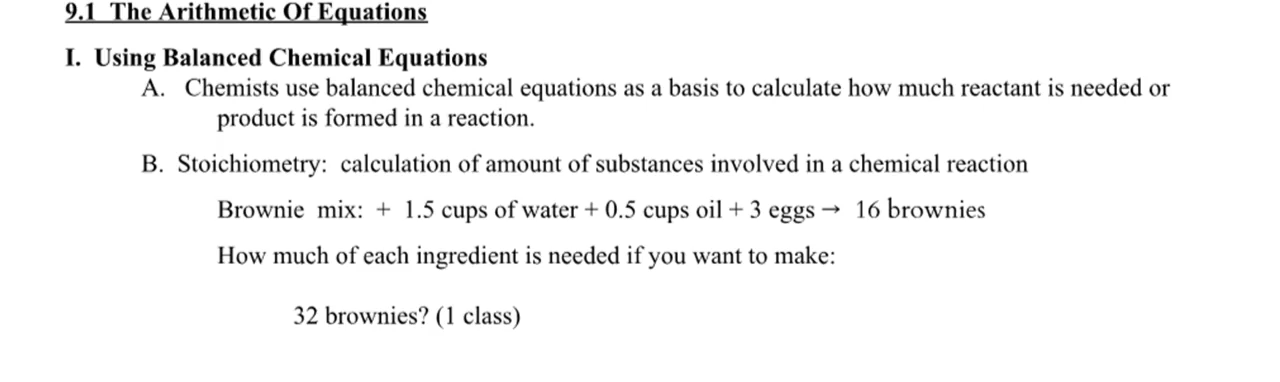 9.1 The Arithmetic Of Equations
I. Using Balanced Chemical Equations
A. Chemists use balanced chemical equations as a basis to calculate how much reactant is needed or
product is formed in a reaction.
B. Stoichiometry: calculation of amount of substances involved in a chemical reaction
Brownie mix: + 1.5 cups of water + 0.5 cups oil + 3 eggs → 16 brownies
How much of each ingredient is needed if you want to make:
32 brownies? (1 class)